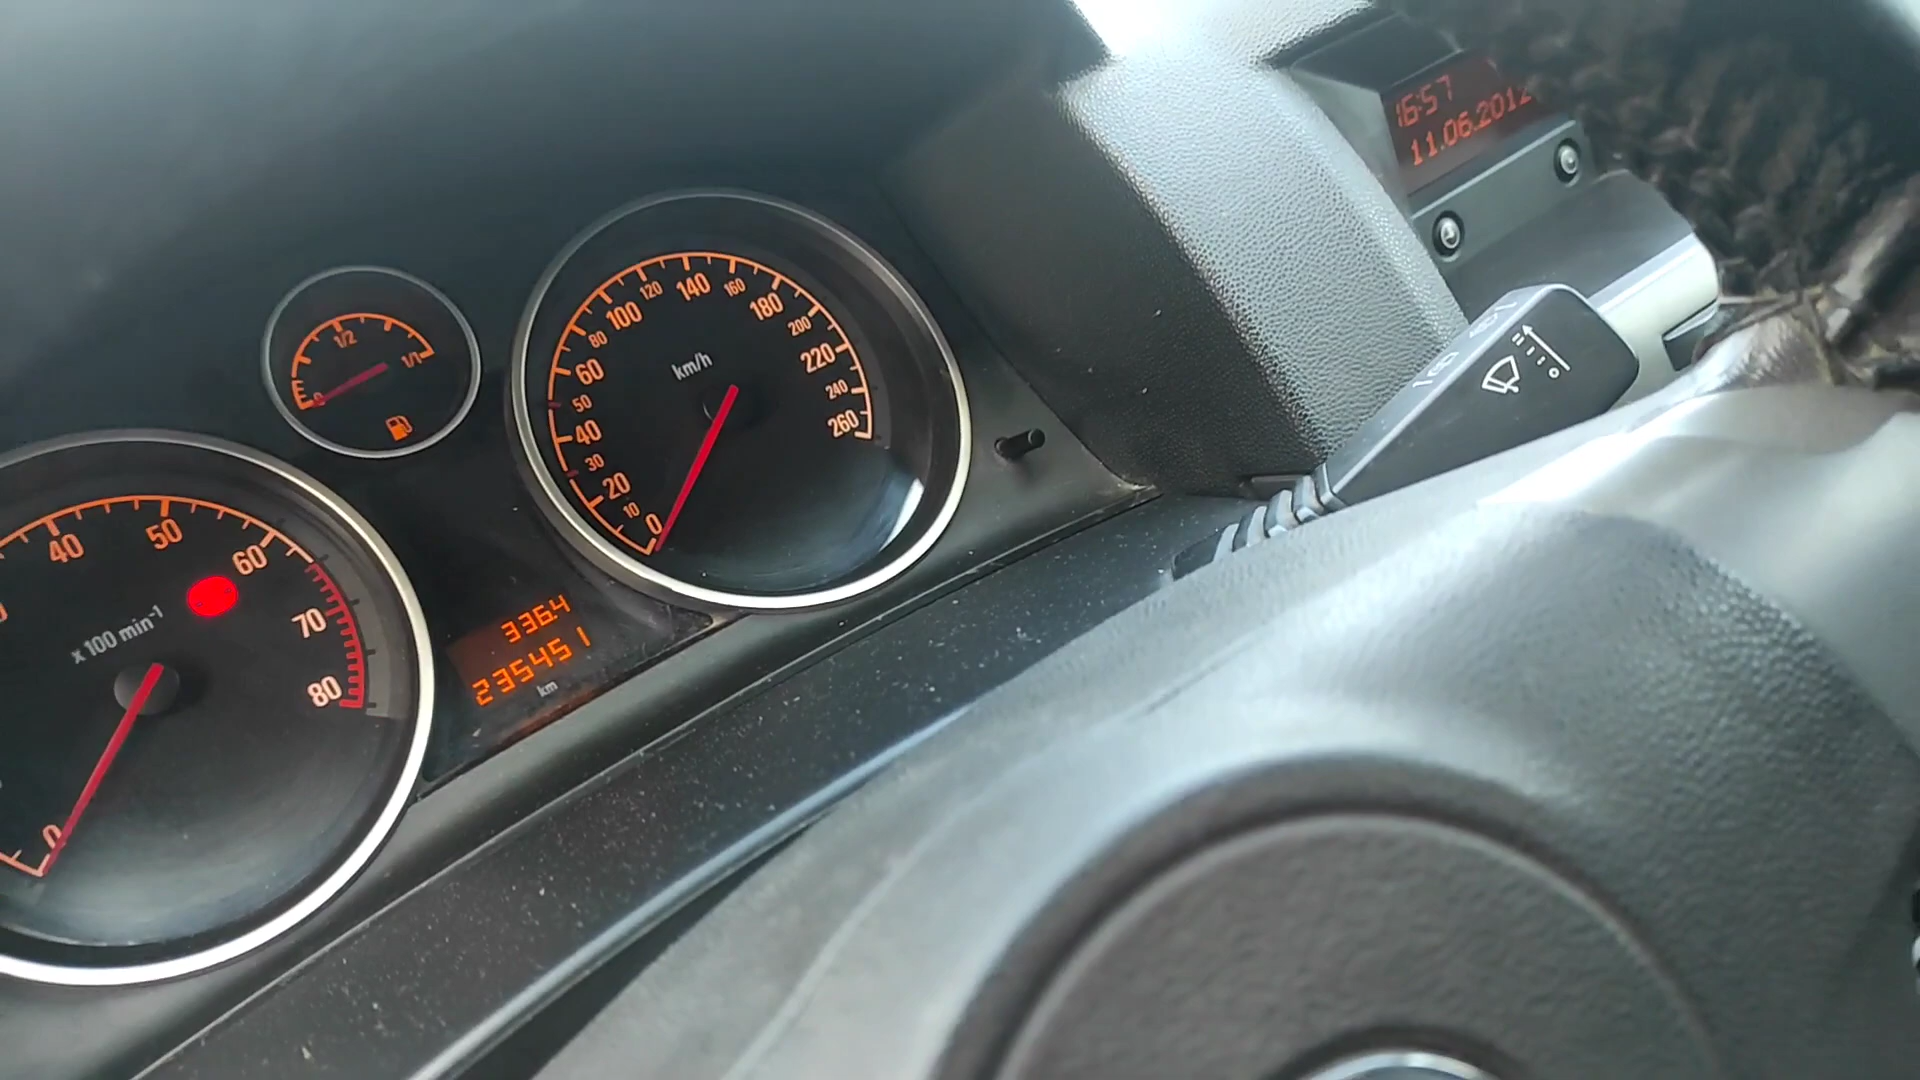 16:57
11.06.2012
E 0 1/2 1/1
km/h
0 10 20 30 40 50 60 80 100 120 140 160 180 200 220 240 260
0 40 50 60 70 80
x 100 min-1
336.4
235451
km